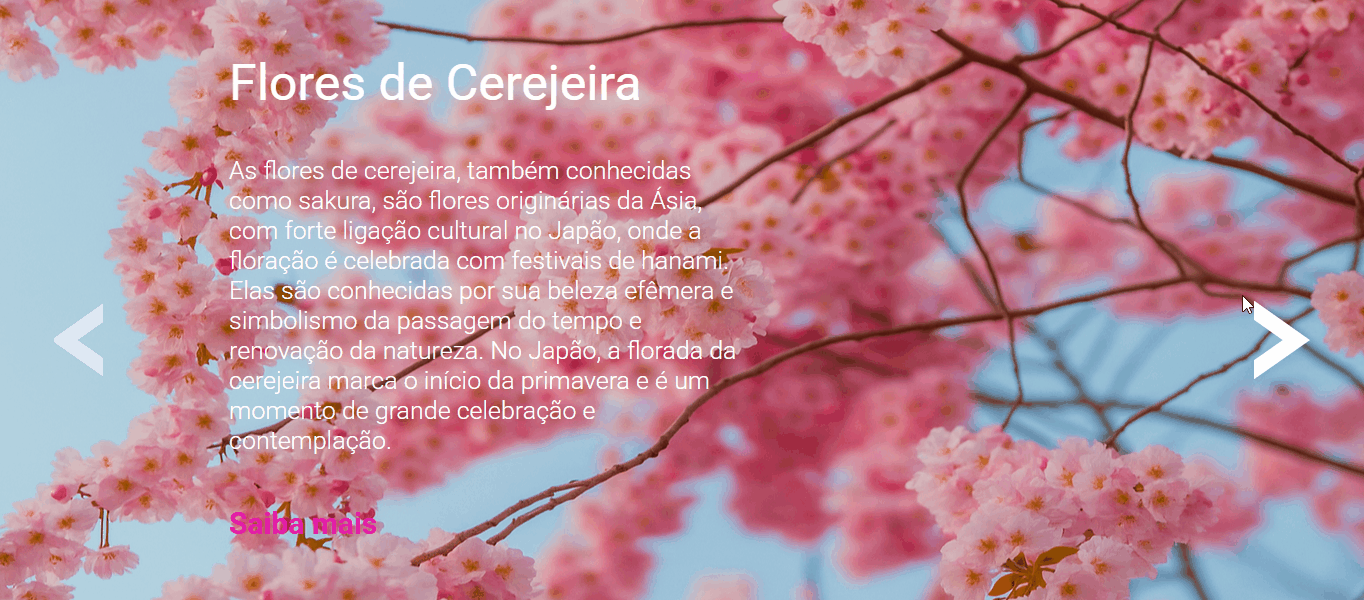 Flores de Cerejeira
As flores de cerejeira, também conhecidas
como sakura, são flores originárias da Ásia,
com forte ligação cultural no Japão, onde a
floração é celebrada com festivais de hanami.
Elas são conhecidas por sua beleza efêmera e
simbolismo da passagem do tempo e
renovação da natureza. No Japão, a florada da
cerejeira marca o início da primavera e é um
momento de grande celebração e
contemplação.
Saiba mais